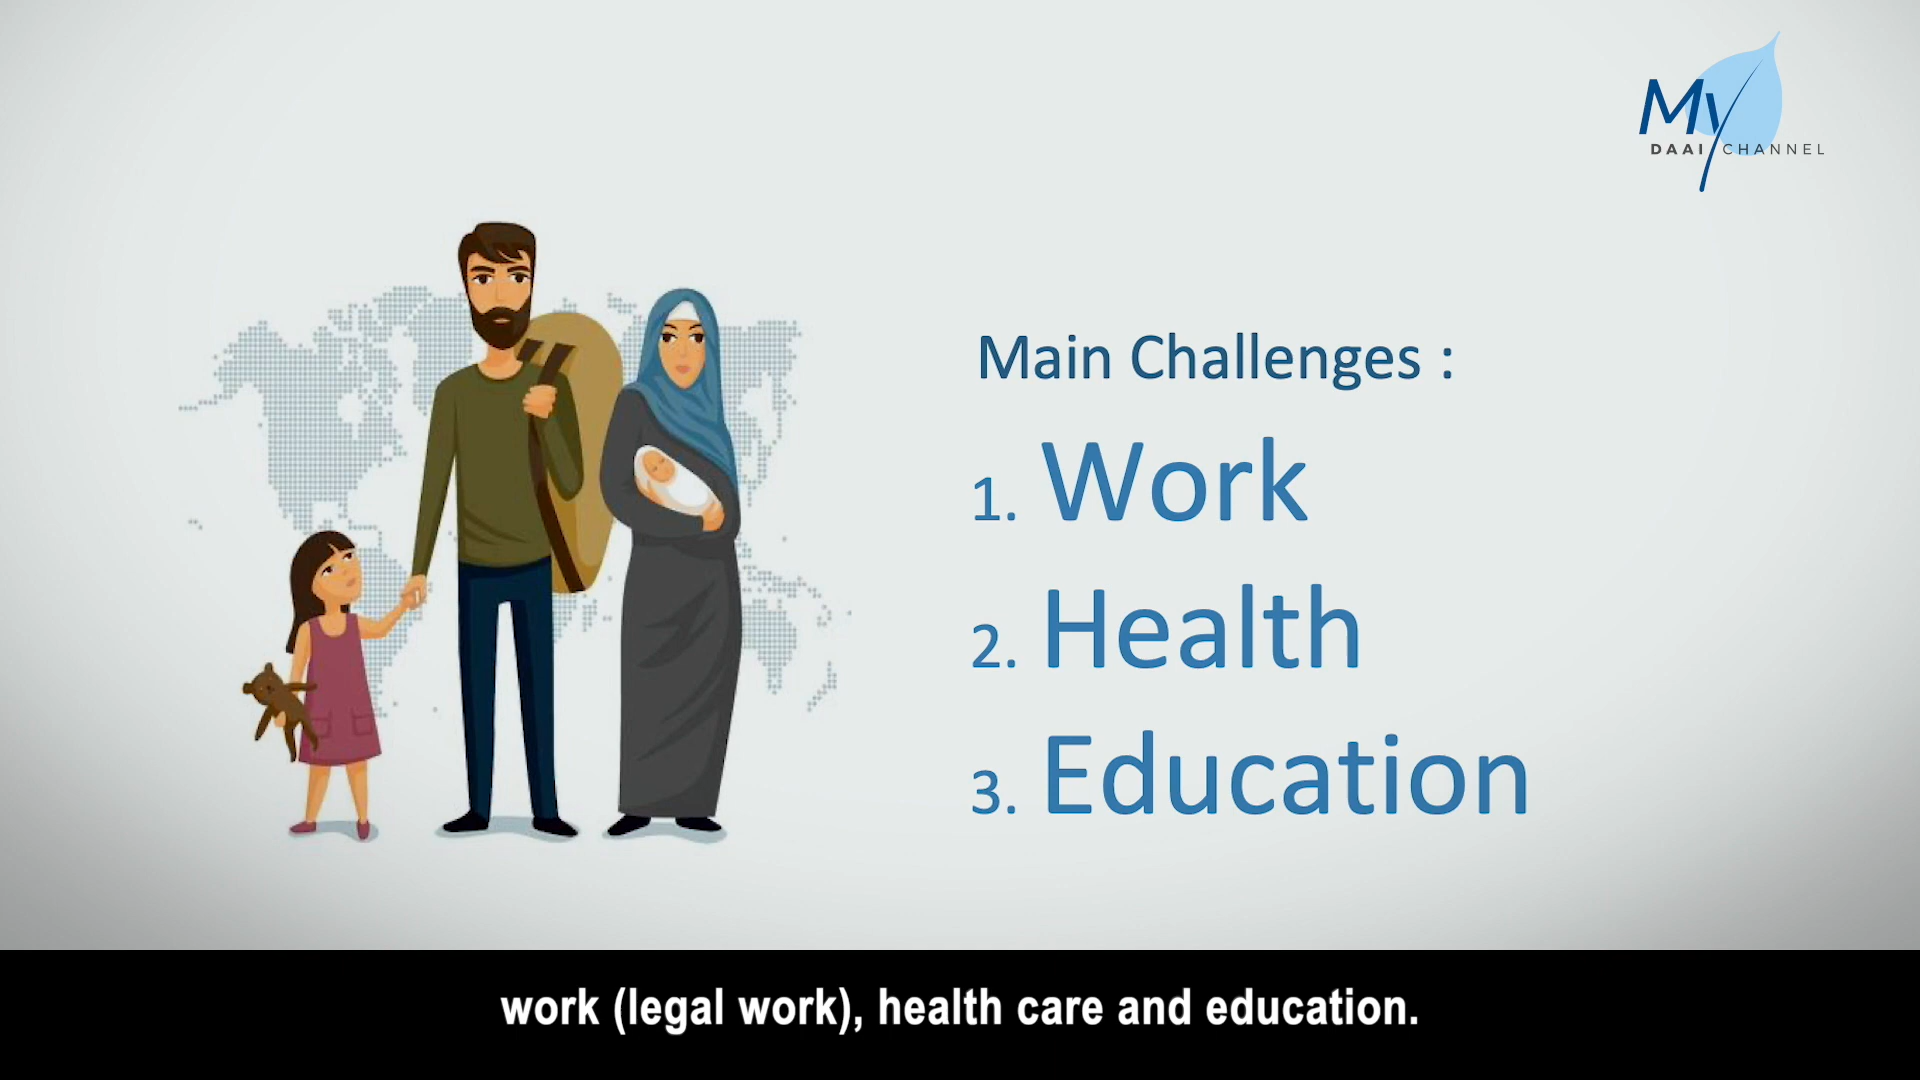 My
DAAI CHANNEL
Main Challenges :
1. Work
2. Health
3. Education
work (legal work), health care and education.